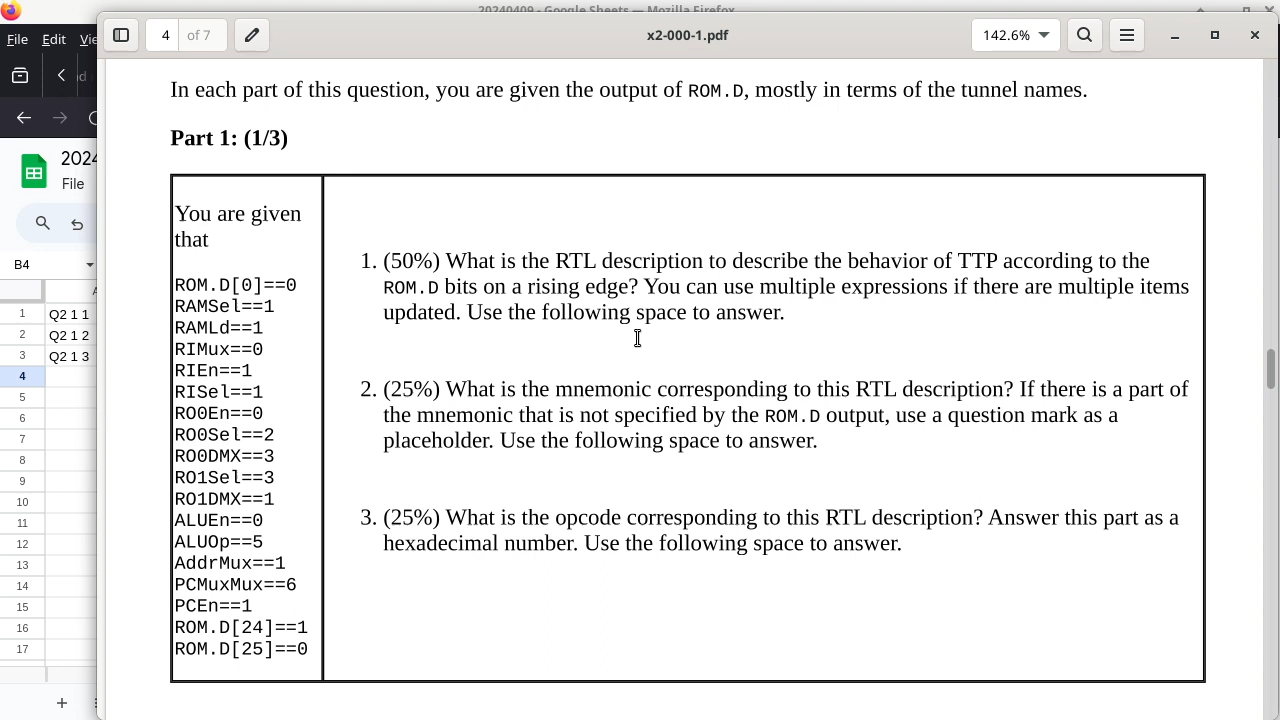 20240409 - Google Sheets — Mozilla Firefox
File Edit
4 of 7
x2-000-1.pdf
142.6%
2024
File
B4
1 Q2 1 1
2 Q2 1 2
3 Q2 1 3
4
5
6
7
8
9
10
11
12
13
14
15
16
17
In each part of this question, you are given the output of ROM.D, mostly in terms of the tunnel names.
Part 1: (1/3)
You are given
that
ROM.D[0]==0
RAMSel==1
RAMLd==1
RIMux==0
RIEn==1
RISel==1
RO0En==0
RO0Sel==2
RO0DMX==3
RO1Sel==3
RO1DMX==1
ALUEn==0
ALUOp==5
AddrMux==1
PCMuxMux==6
PCEn==1
ROM.D[24]==1
ROM.D[25]==0
1. (50%) What is the RTL description to describe the behavior of TTP according to the
ROM.D bits on a rising edge? You can use multiple expressions if there are multiple items
updated. Use the following space to answer.
2. (25%) What is the mnemonic corresponding to this RTL description? If there is a part of
the mnemonic that is not specified by the ROM.D output, use a question mark as a
placeholder. Use the following space to answer.
3. (25%) What is the opcode corresponding to this RTL description? Answer this part as a
hexadecimal number. Use the following space to answer.